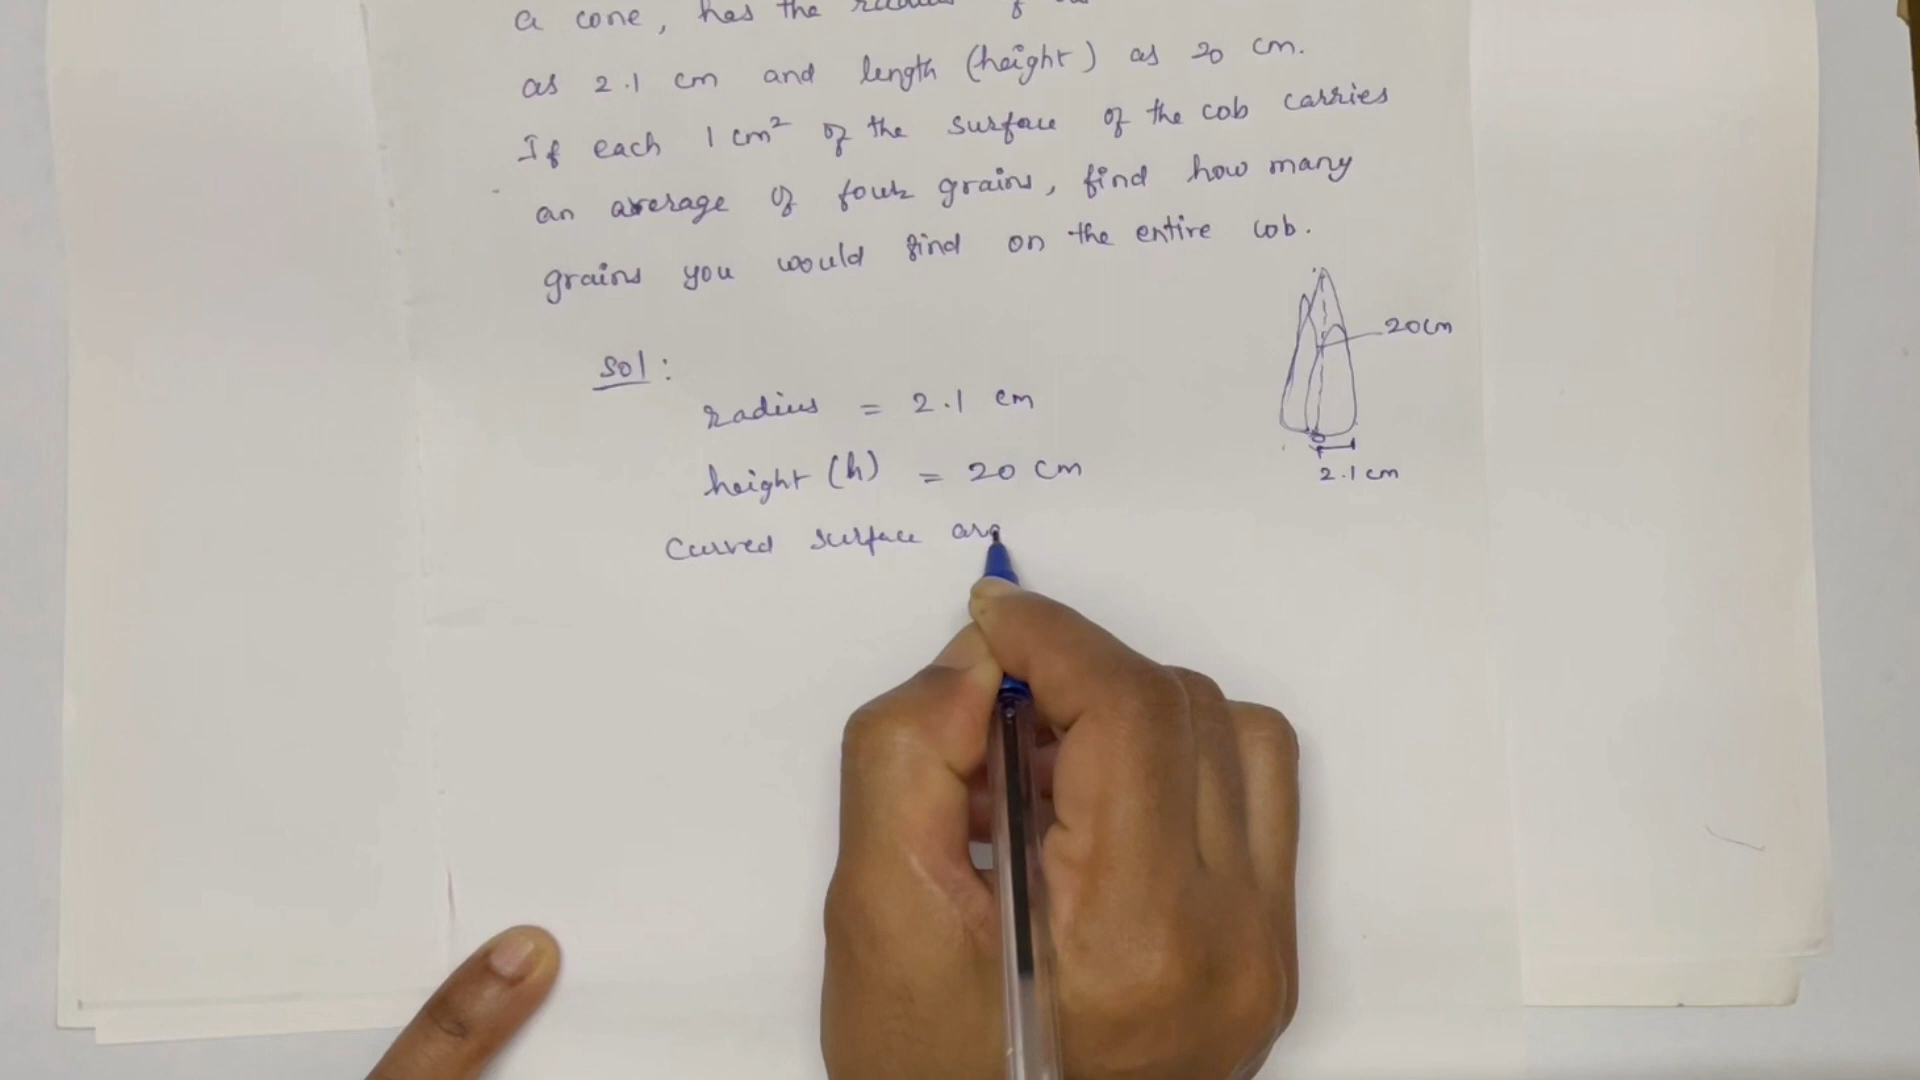 a cone, has the
as 2.1 cm and length (height) as 20 cm.
If each 1 cm² of the surface of the cob carries
an average of four grains, find how many
grains you would find on the entire cob.
20cm
Sol:
radius = 2.1 cm
height (h) = 20 cm
2.1 cm
Curved surface are